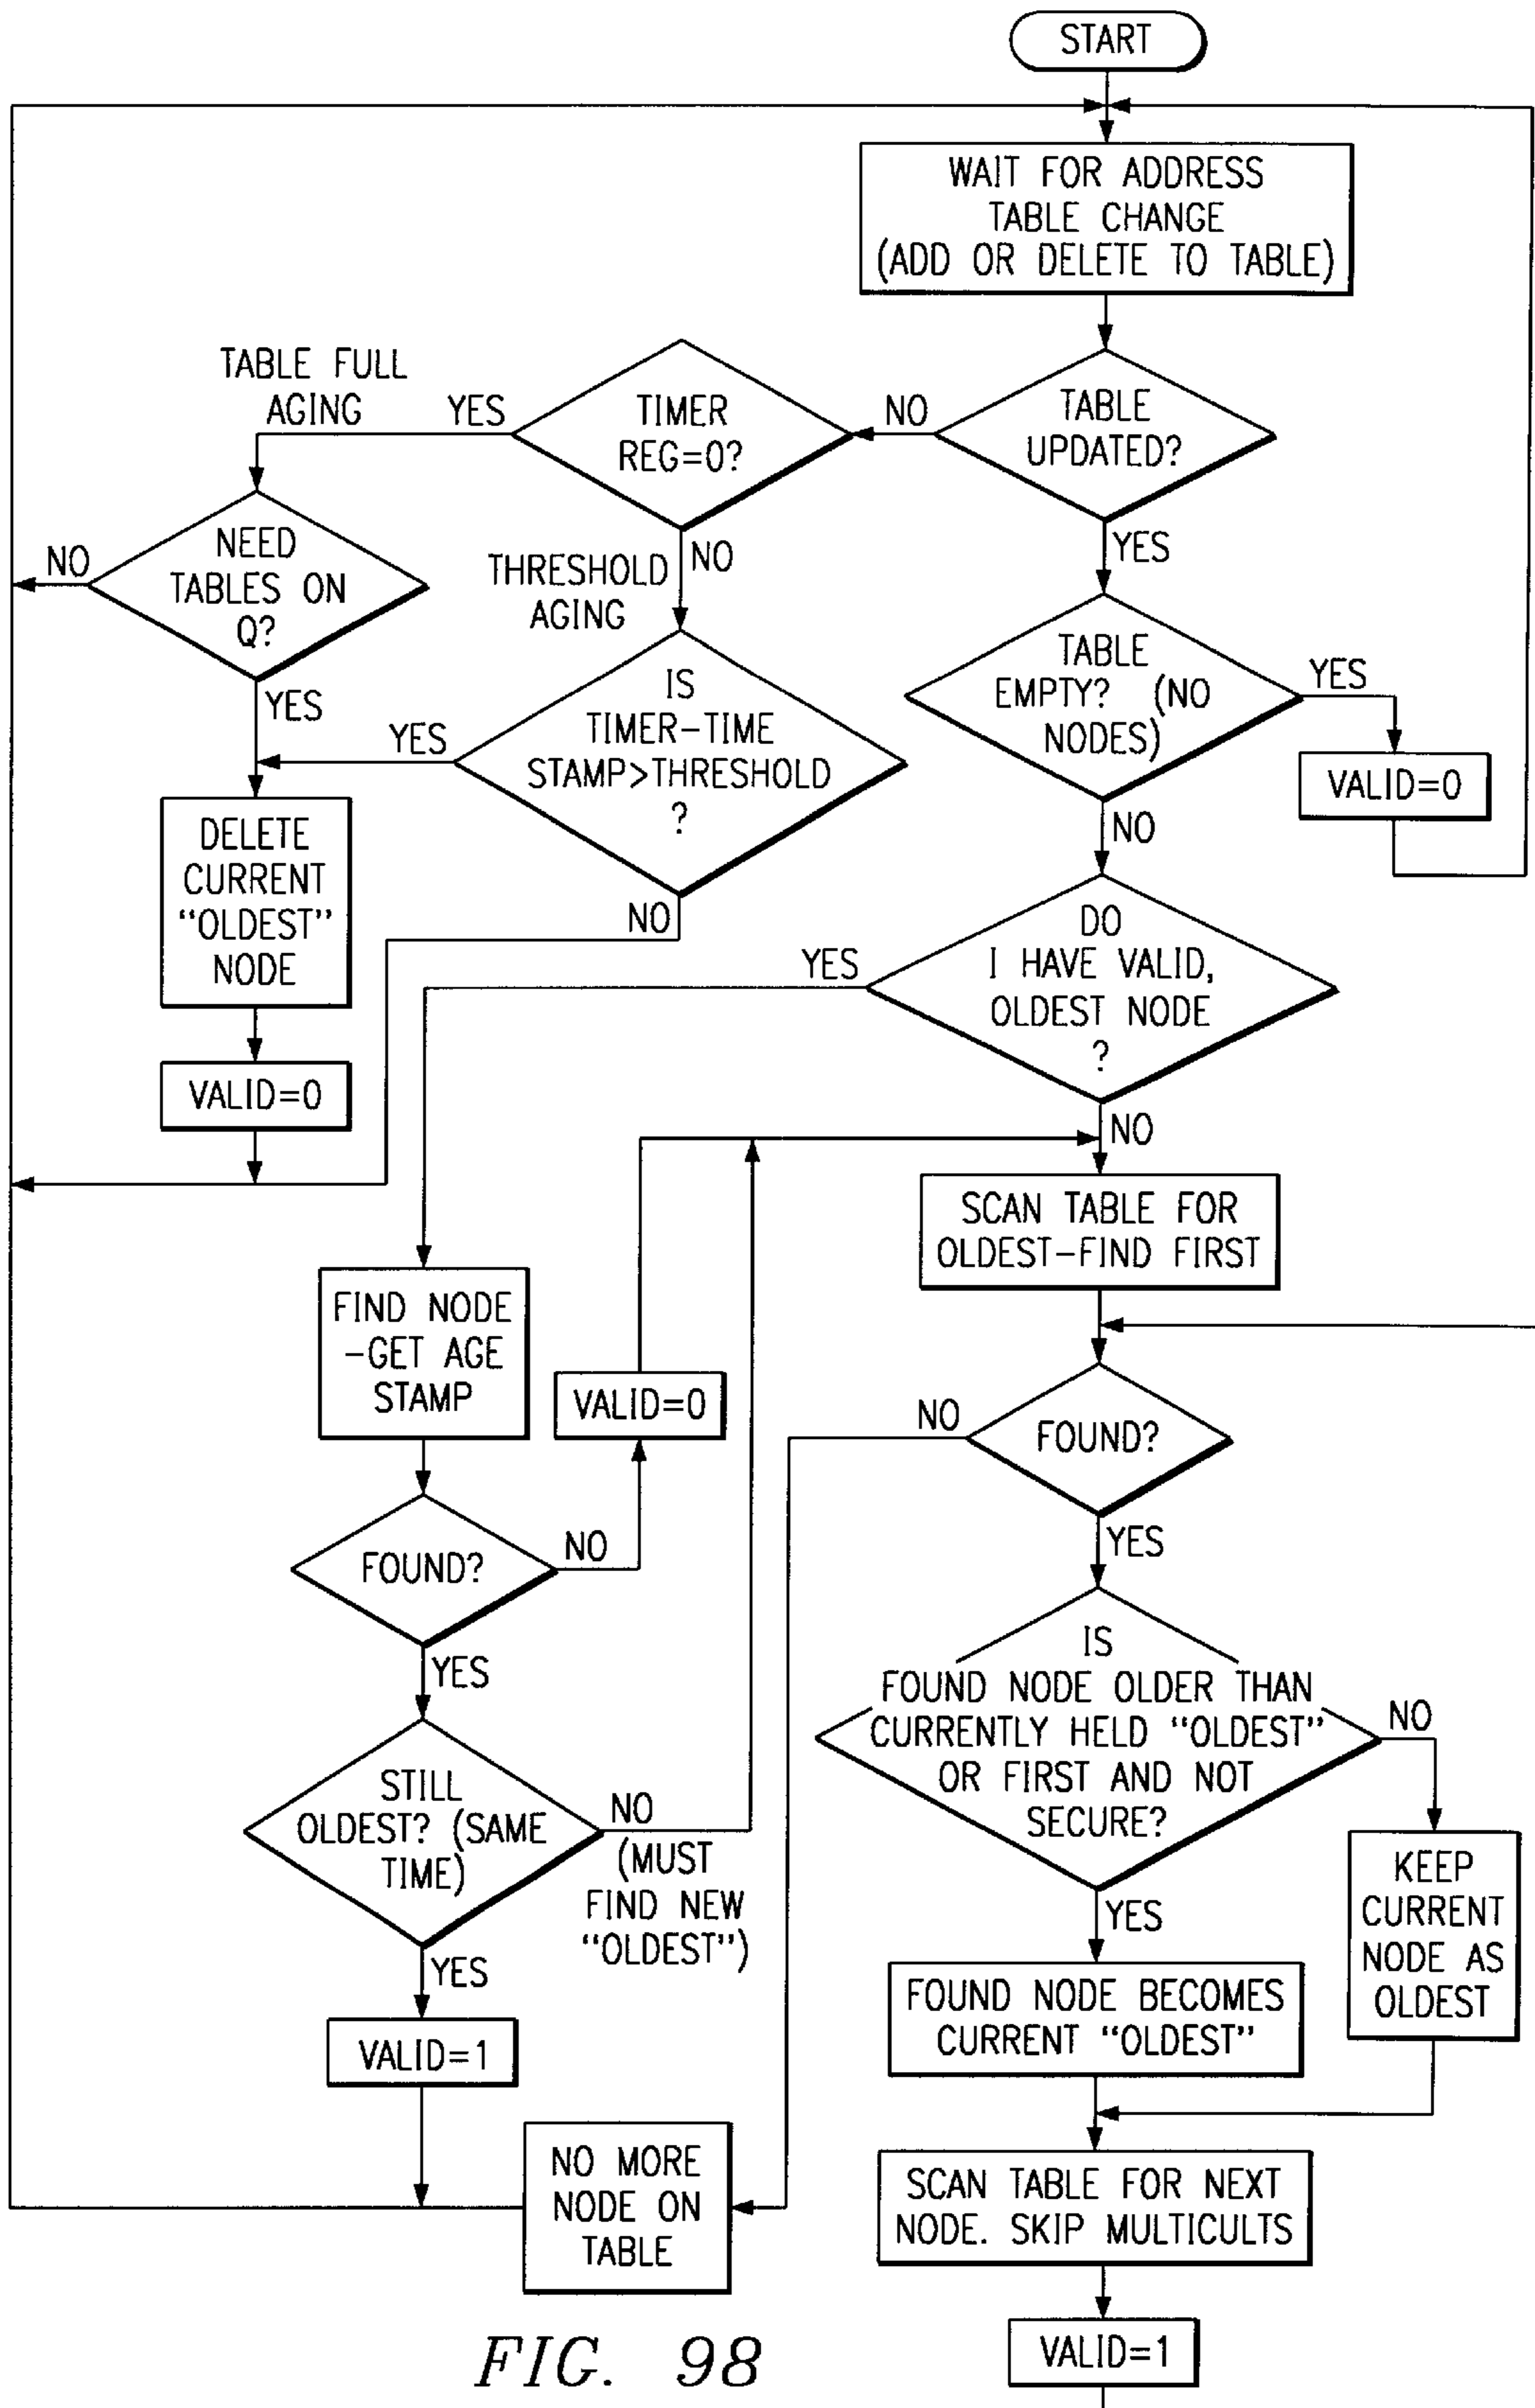 START
WAIT FOR ADDRESS
TABLE CHANGE
(ADD OR DELETE TO TABLE)
TABLE
UPDATED?
NO
YES
TIMER
REG=0?
YES
TABLE FULL
AGING
NO
THRESHOLD
AGING
NEED
TABLES ON
Q?
NO
YES
IS
TIMER-TIME
STAMP>THRESHOLD
?
YES
NO
TABLE
EMPTY? (NO
NODES)
YES
VALID=0
NO
DELETE
CURRENT
“OLDEST”
NODE
VALID=0
DO
I HAVE VALID,
OLDEST NODE
?
YES
NO
SCAN TABLE FOR
OLDEST-FIND FIRST
FIND NODE
-GET AGE
STAMP
VALID=0
FOUND?
NO
YES
FOUND?
NO
YES
IS
FOUND NODE OLDER THAN
CURRENTLY HELD “OLDEST”
OR FIRST AND NOT
SECURE?
NO
YES
STILL
OLDEST? (SAME
TIME)
NO
(MUST
FIND NEW
“OLDEST”)
YES
VALID=1
KEEP
CURRENT
NODE AS
OLDEST
FOUND NODE BECOMES
CURRENT “OLDEST”
NO MORE
NODE ON
TABLE
SCAN TABLE FOR NEXT
NODE. SKIP MULTICULTS
VALID=1
FIG. 98